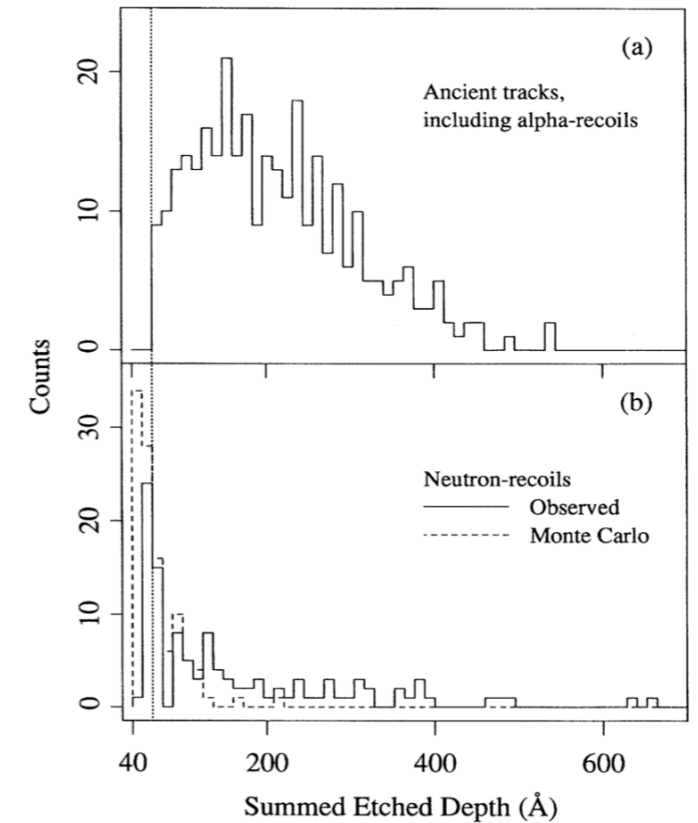 (a)
Ancient tracks,
including alpha-recoils
20
10
0
Counts
(b)
Neutron-recoils
Observed
Monte Carlo
30
20
10
0
40 200 400 600
Summed Etched Depth (Å)